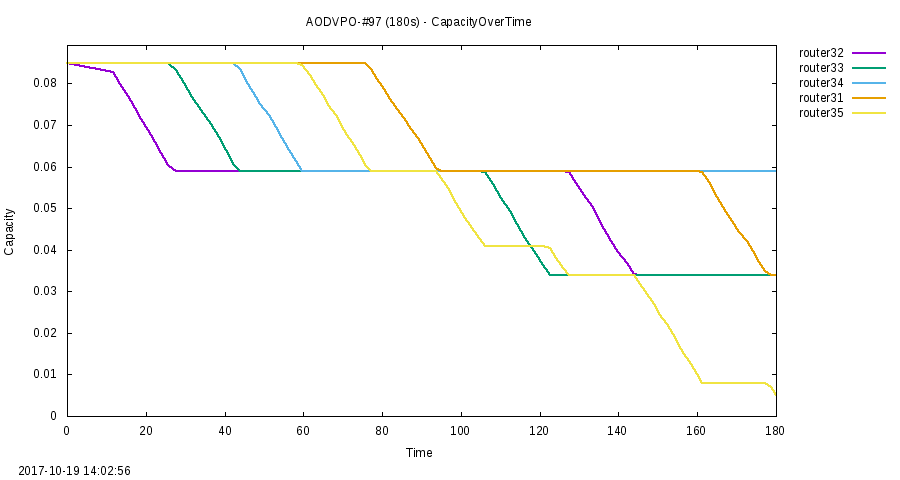 AODVPO-#97 (180s) - CapacityOverTime
router32
router33
router34
router31
router35
0.08
0.07
0.06
0.05
0.04
0.03
0.02
0.01
0
Capacity
0 20 40 60 80 100 120 140 160 180
Time
2017-10-19 14:02:56